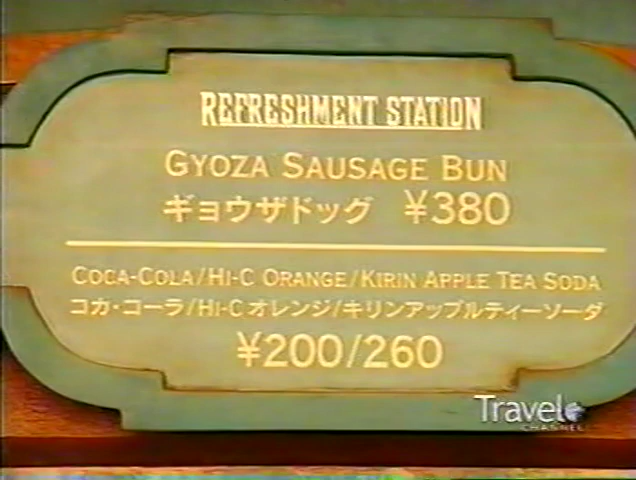 REFRESHMENT STATION
GYOZA SAUSAGE BUN
ギョウザドッグ ¥380
COCA-COLA/HI-C ORANGE/KIRIN APPLE TEA SODA
コカ・コーラ/HI-Cオレンジ/キリンアップルティーソーダ
¥200/260
Travel
CHANNEL